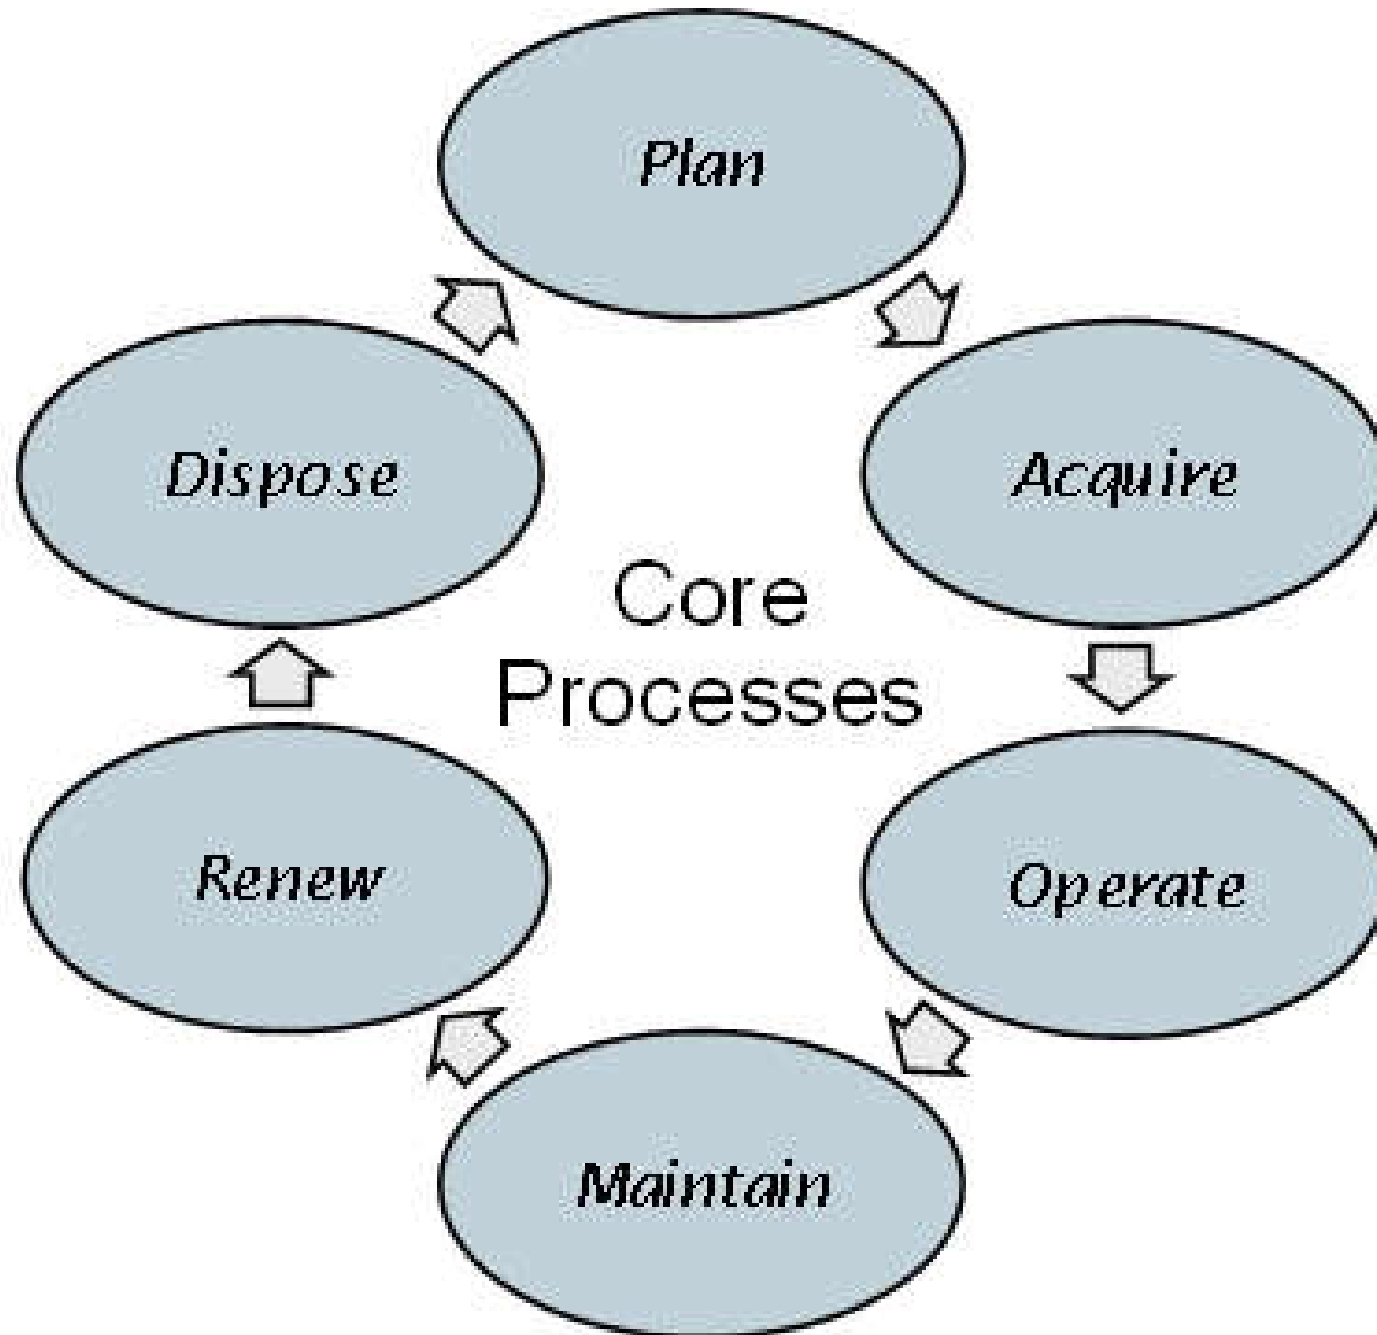 Plan
Dispose
Acquire
Core
Processes
Renew
Operate
Maintain